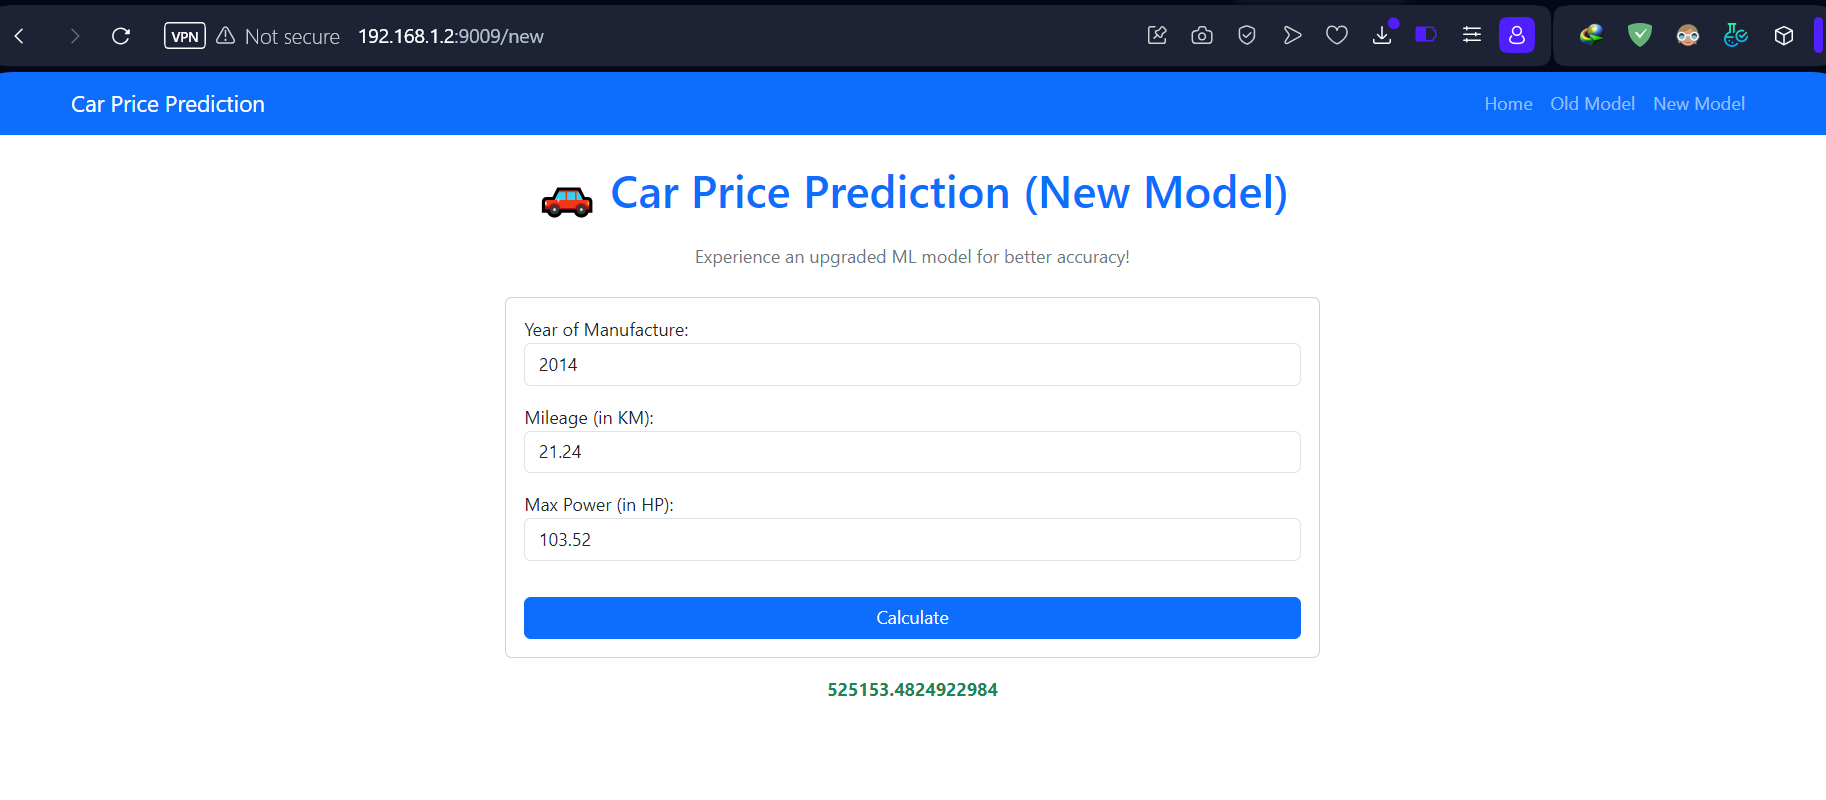 VPN Not secure 192.168.1.2:9009/new
Car Price Prediction Home Old Model New Model
Car Price Prediction (New Model)
Experience an upgraded ML model for better accuracy!
Year of Manufacture:
2014
Mileage (in KM):
21.24
Max Power (in HP):
103.52
Calculate
525153.4824922984